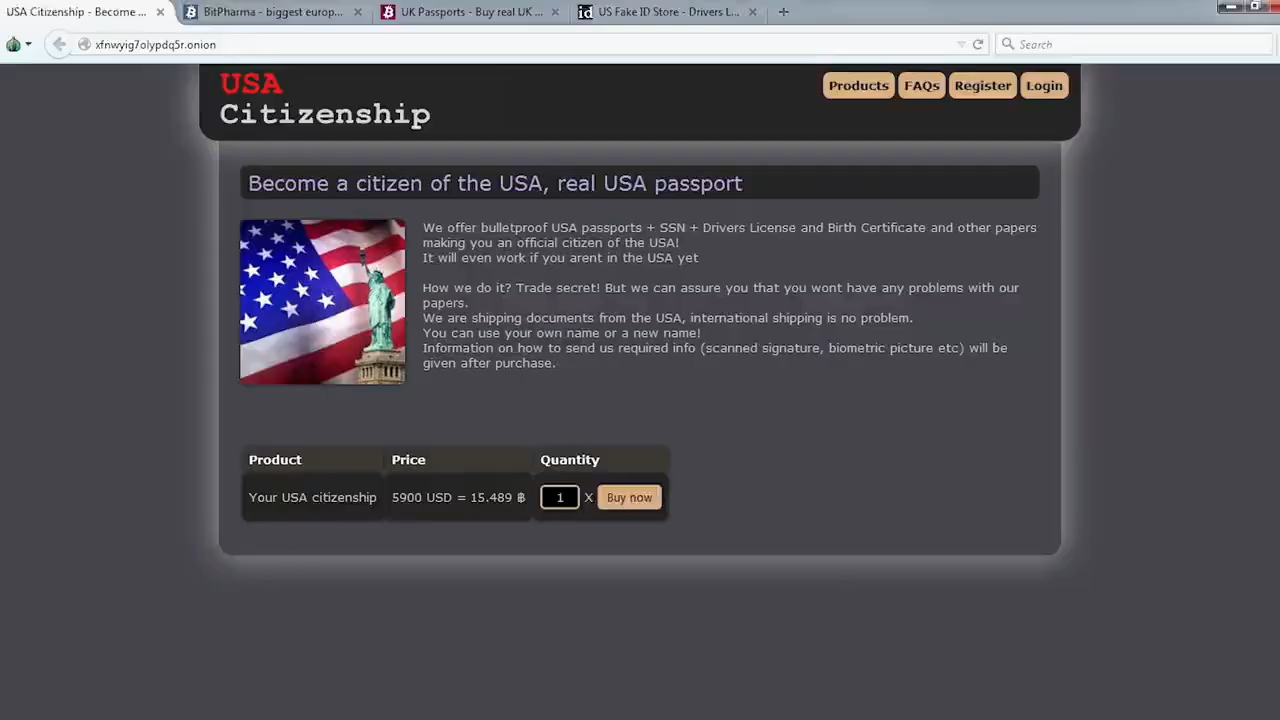 USA Citizenship - Become ...
BitPharma - biggest europ...
UK Passports - Buy real UK ...
id
US Fake ID Store - Drivers L...
xfnwyig7olypdq5r.onion
Search
USA
Citizenship
Products
FAQs
Register
Login
Become a citizen of the USA, real USA passport
We offer bulletproof USA passports + SSN + Drivers License and Birth Certificate and other papers
making you an official citizen of the USA!
It will even work if you arent in the USA yet
How we do it? Trade secret! But we can assure you that you wont have any problems with our
papers.
We are shipping documents from the USA, international shipping is no problem.
You can use your own name or a new name!
Information on how to send us required info (scanned signature, biometric picture etc) will be
given after purchase.
Product Price Quantity
Your USA citizenship 5900 USD = 15.489 ฿ 1 X Buy now